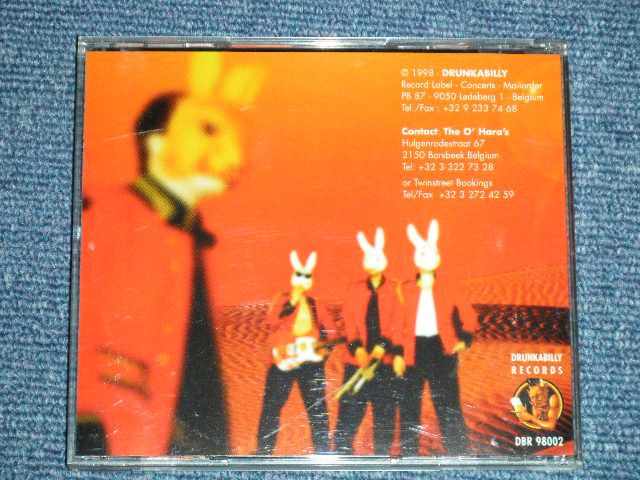 © 1998 - DRUNKABILLY
Record Label - Concerts - Mailorder
PB 87 - 9050 Ledeberg 1 - Belgium
Tel./Fax : +32 9 233 74 68
Contact: The O' Hara's
Hulgenrodestraat 67
2150 Borsbeek,Belgium
Tel: +32 3 322 73 28
or Twinstreet Bookings
Tel/Fax +32 3 272 42 59
DRUNKABILLY
RECORDS
DBR 98002